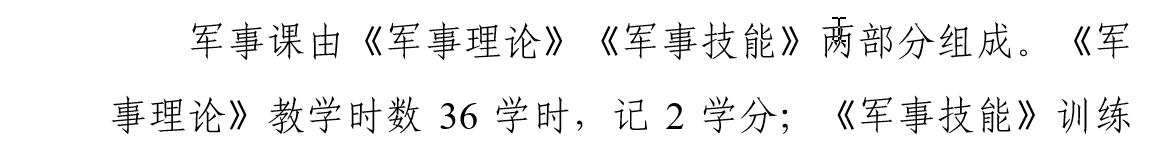 军事课由《军事理论》《军事技能》两部分组成。《军
事理论》教学时数 36 学时，记 2 学分；《军事技能》训练